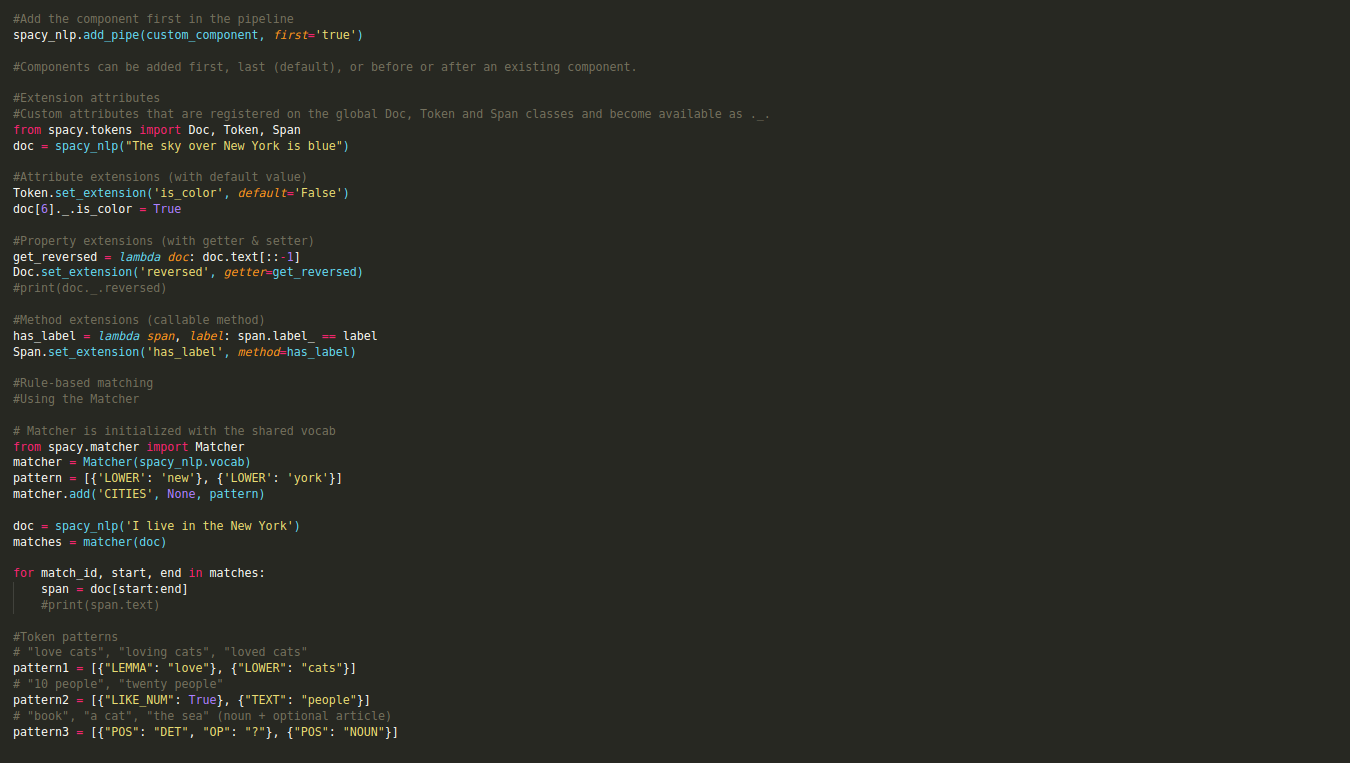 #Add the component first in the pipeline
spacy_nlp.add_pipe(custom_component, first='true')
#Components can be added first, last (default), or before or after an existing component.
#Extension attributes
#Custom attributes that are registered on the global Doc, Token and Span classes and become available as ._.
from spacy.tokens import Doc, Token, Span
doc = spacy_nlp("The sky over New York is blue")
#Attribute extensions (with default value)
Token.set_extension('is_color', default='False')
doc[6]._.is_color = True
#Property extensions (with getter & setter)
get_reversed = lambda doc: doc.text[::-1]
Doc.set_extension('reversed', getter=get_reversed)
#print(doc._.reversed)
#Method extensions (callable method)
has_label = lambda span, label: span.label_ == label
Span.set_extension('has_label', method=has_label)
#Rule-based matching
#Using the Matcher
# Matcher is initialized with the shared vocab
from spacy.matcher import Matcher
matcher = Matcher(spacy_nlp.vocab)
pattern = [{'LOWER': 'new'}, {'LOWER': 'york'}]
matcher.add('CITIES', None, pattern)
doc = spacy_nlp('I live in the New York')
matches = matcher(doc)
for match_id, start, end in matches:
    span = doc[start:end]
    #print(span.text)
#Token patterns
# "love cats", "loving cats", "loved cats"
pattern1 = [{"LEMMA": "love"}, {"LOWER": "cats"}]
# "10 people", "twenty people"
pattern2 = [{"LIKE_NUM": True}, {"TEXT": "people"}]
# "book", "a cat", "the sea" (noun + optional article)
pattern3 = [{"POS": "DET", "OP": "?"}, {"POS": "NOUN"}]